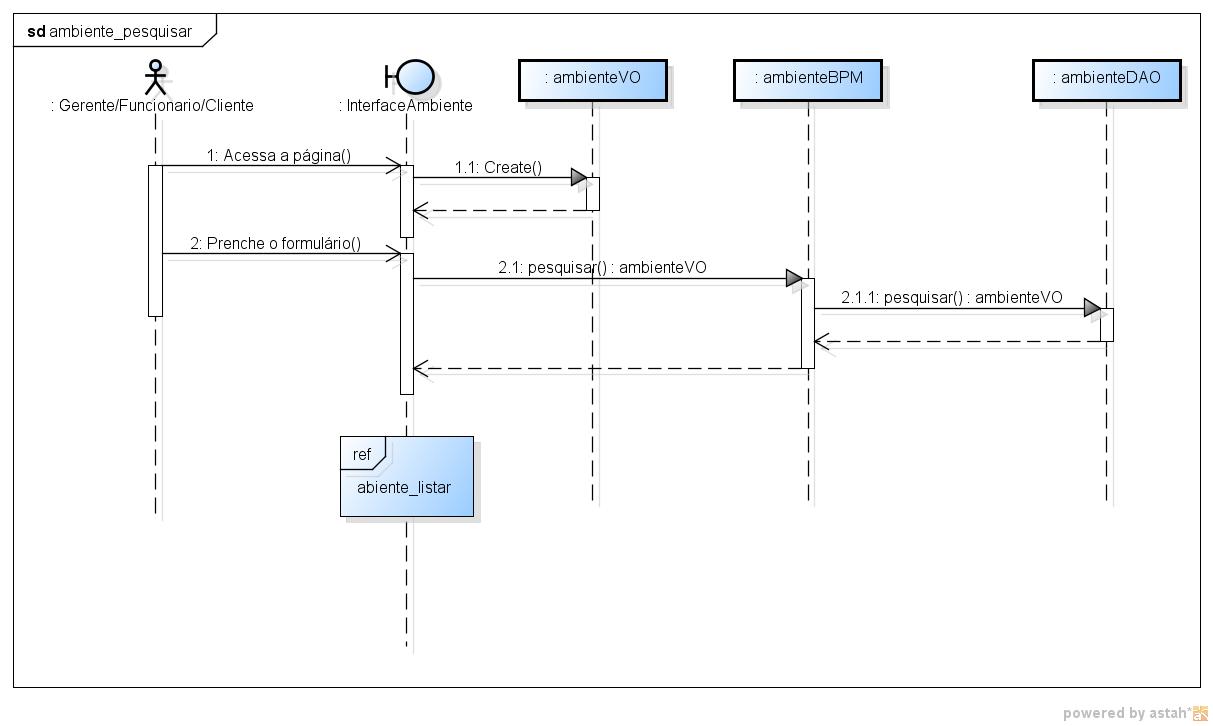 sd ambiente_pesquisar
: Gerente/Funcionario/Cliente
: InterfaceAmbiente
: ambienteVO
: ambienteBPM
: ambienteDAO
1: Acessa a página()
1.1: Create()
2: Prenche o formulário()
2.1: pesquisar() : ambienteVO
2.1.1: pesquisar() : ambienteVO
ref
abiente_listar
powered by astah*